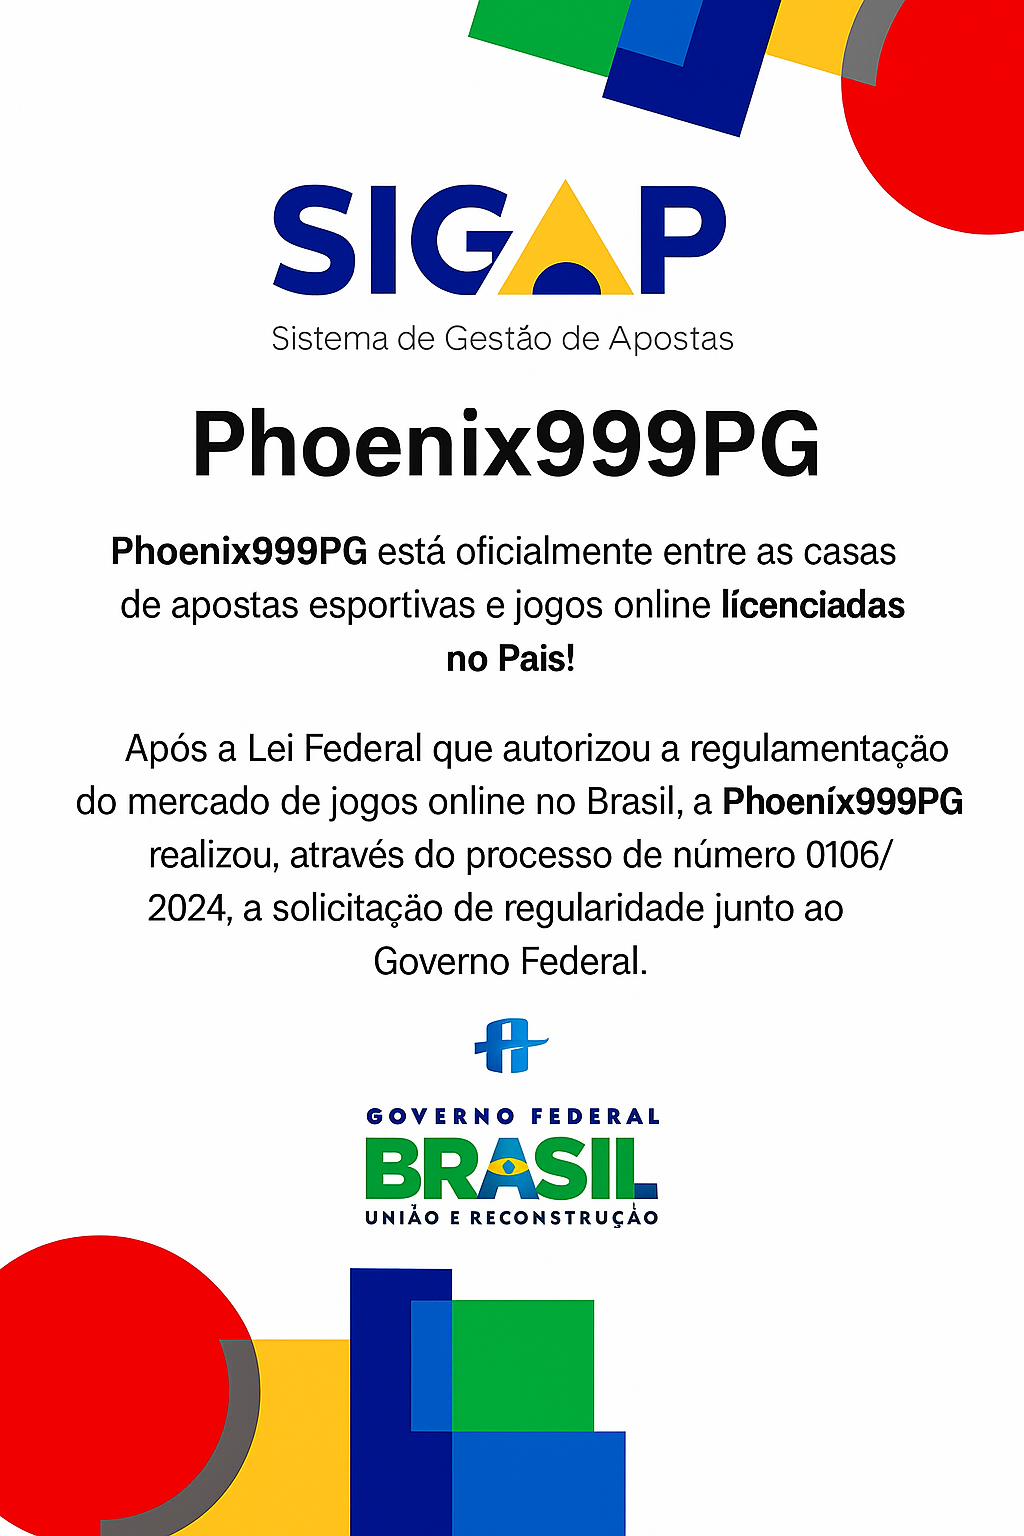 SIGAP
Sistema de Gestão de Apostas
Phoenix999PG
Phoenix999PG está oficialmente entre as casas
de apostas esportivas e jogos online lícenciadas
no Pais!
Após a Lei Federal que autorizou a regulamentaçäo
do mercado de jogos online no Brasil, a Phoeníx999PG
realizou, através do processo de número 0106/
2024, a solicitaçäo de regularidade junto ao
Governo Federal.
GOVERNO FEDERAL
BRASIL
UNIÃO E RECONSTRUÇÃO